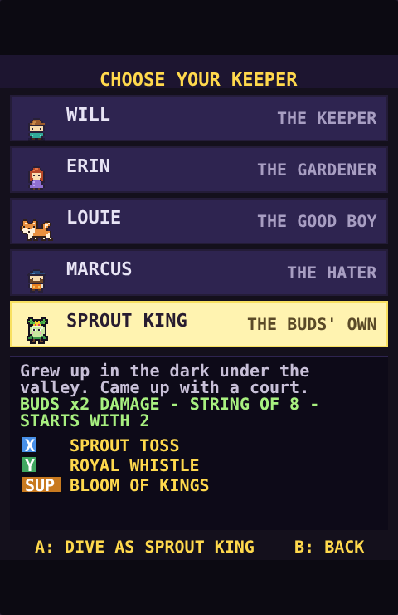 CHOOSE YOUR KEEPER
WILL THE KEEPER
ERIN THE GARDENER
LOUIE THE GOOD BOY
MARCUS THE HATER
SPROUT KING THE BUDS' OWN
Grew up in the dark under the
valley. Came up with a court.
BUDS x2 DAMAGE - STRING OF 8 -
STARTS WITH 2
X SPROUT TOSS
Y ROYAL WHISTLE
SUP BLOOM OF KINGS
A: DIVE AS SPROUT KING B: BACK